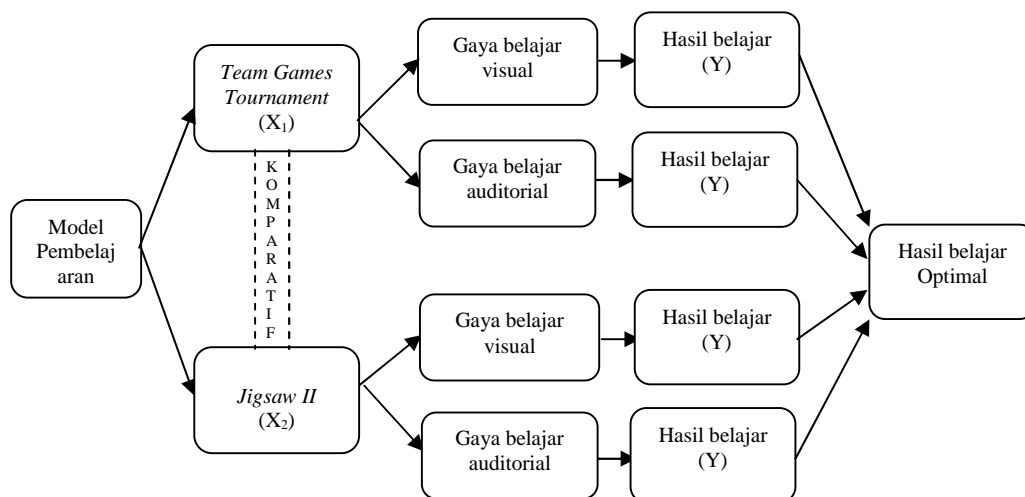 Model
Pembelaj
aran
Team Games
Tournament
(X₁)
K
O
M
P
A
R
A
T
I
F
Jigsaw II
(X₂)
Gaya belajar
visual
Hasil belajar
(Y)
Gaya belajar
auditorial
Hasil belajar
(Y)
Gaya belajar
visual
Hasil belajar
(Y)
Gaya belajar
auditorial
Hasil belajar
(Y)
Hasil belajar
Optimal